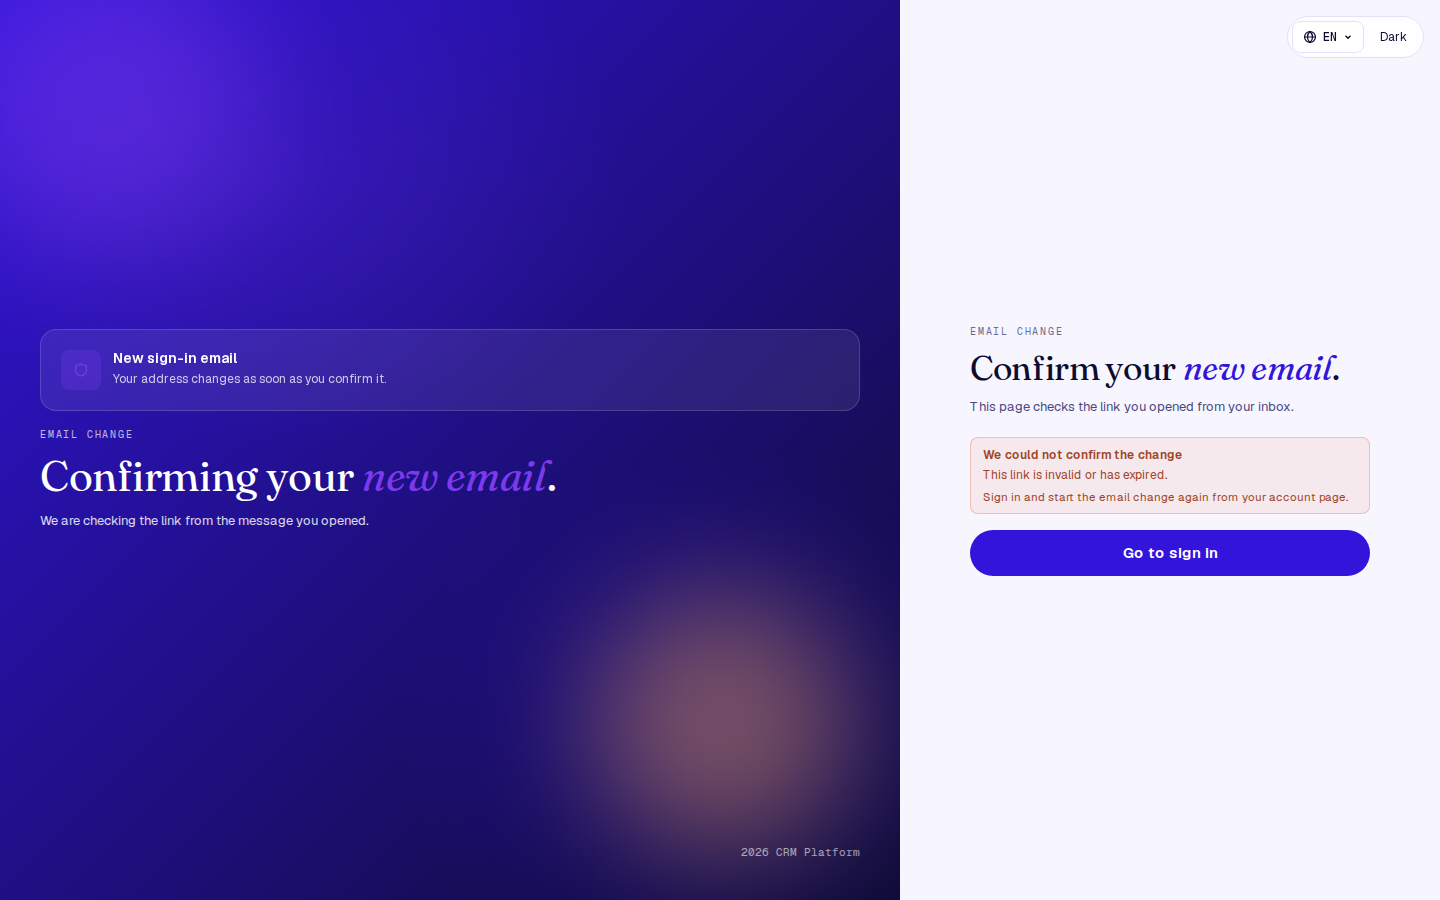 EN
Dark
New sign-in email
Your address changes as soon as you confirm it.
EMAIL CHANGE
Confirming your new email.
We are checking the link from the message you opened.
2026 CRM Platform
EMAIL CHANGE
Confirm your new email.
This page checks the link you opened from your inbox.
We could not confirm the change
This link is invalid or has expired.
Sign in and start the email change again from your account page.
Go to sign in